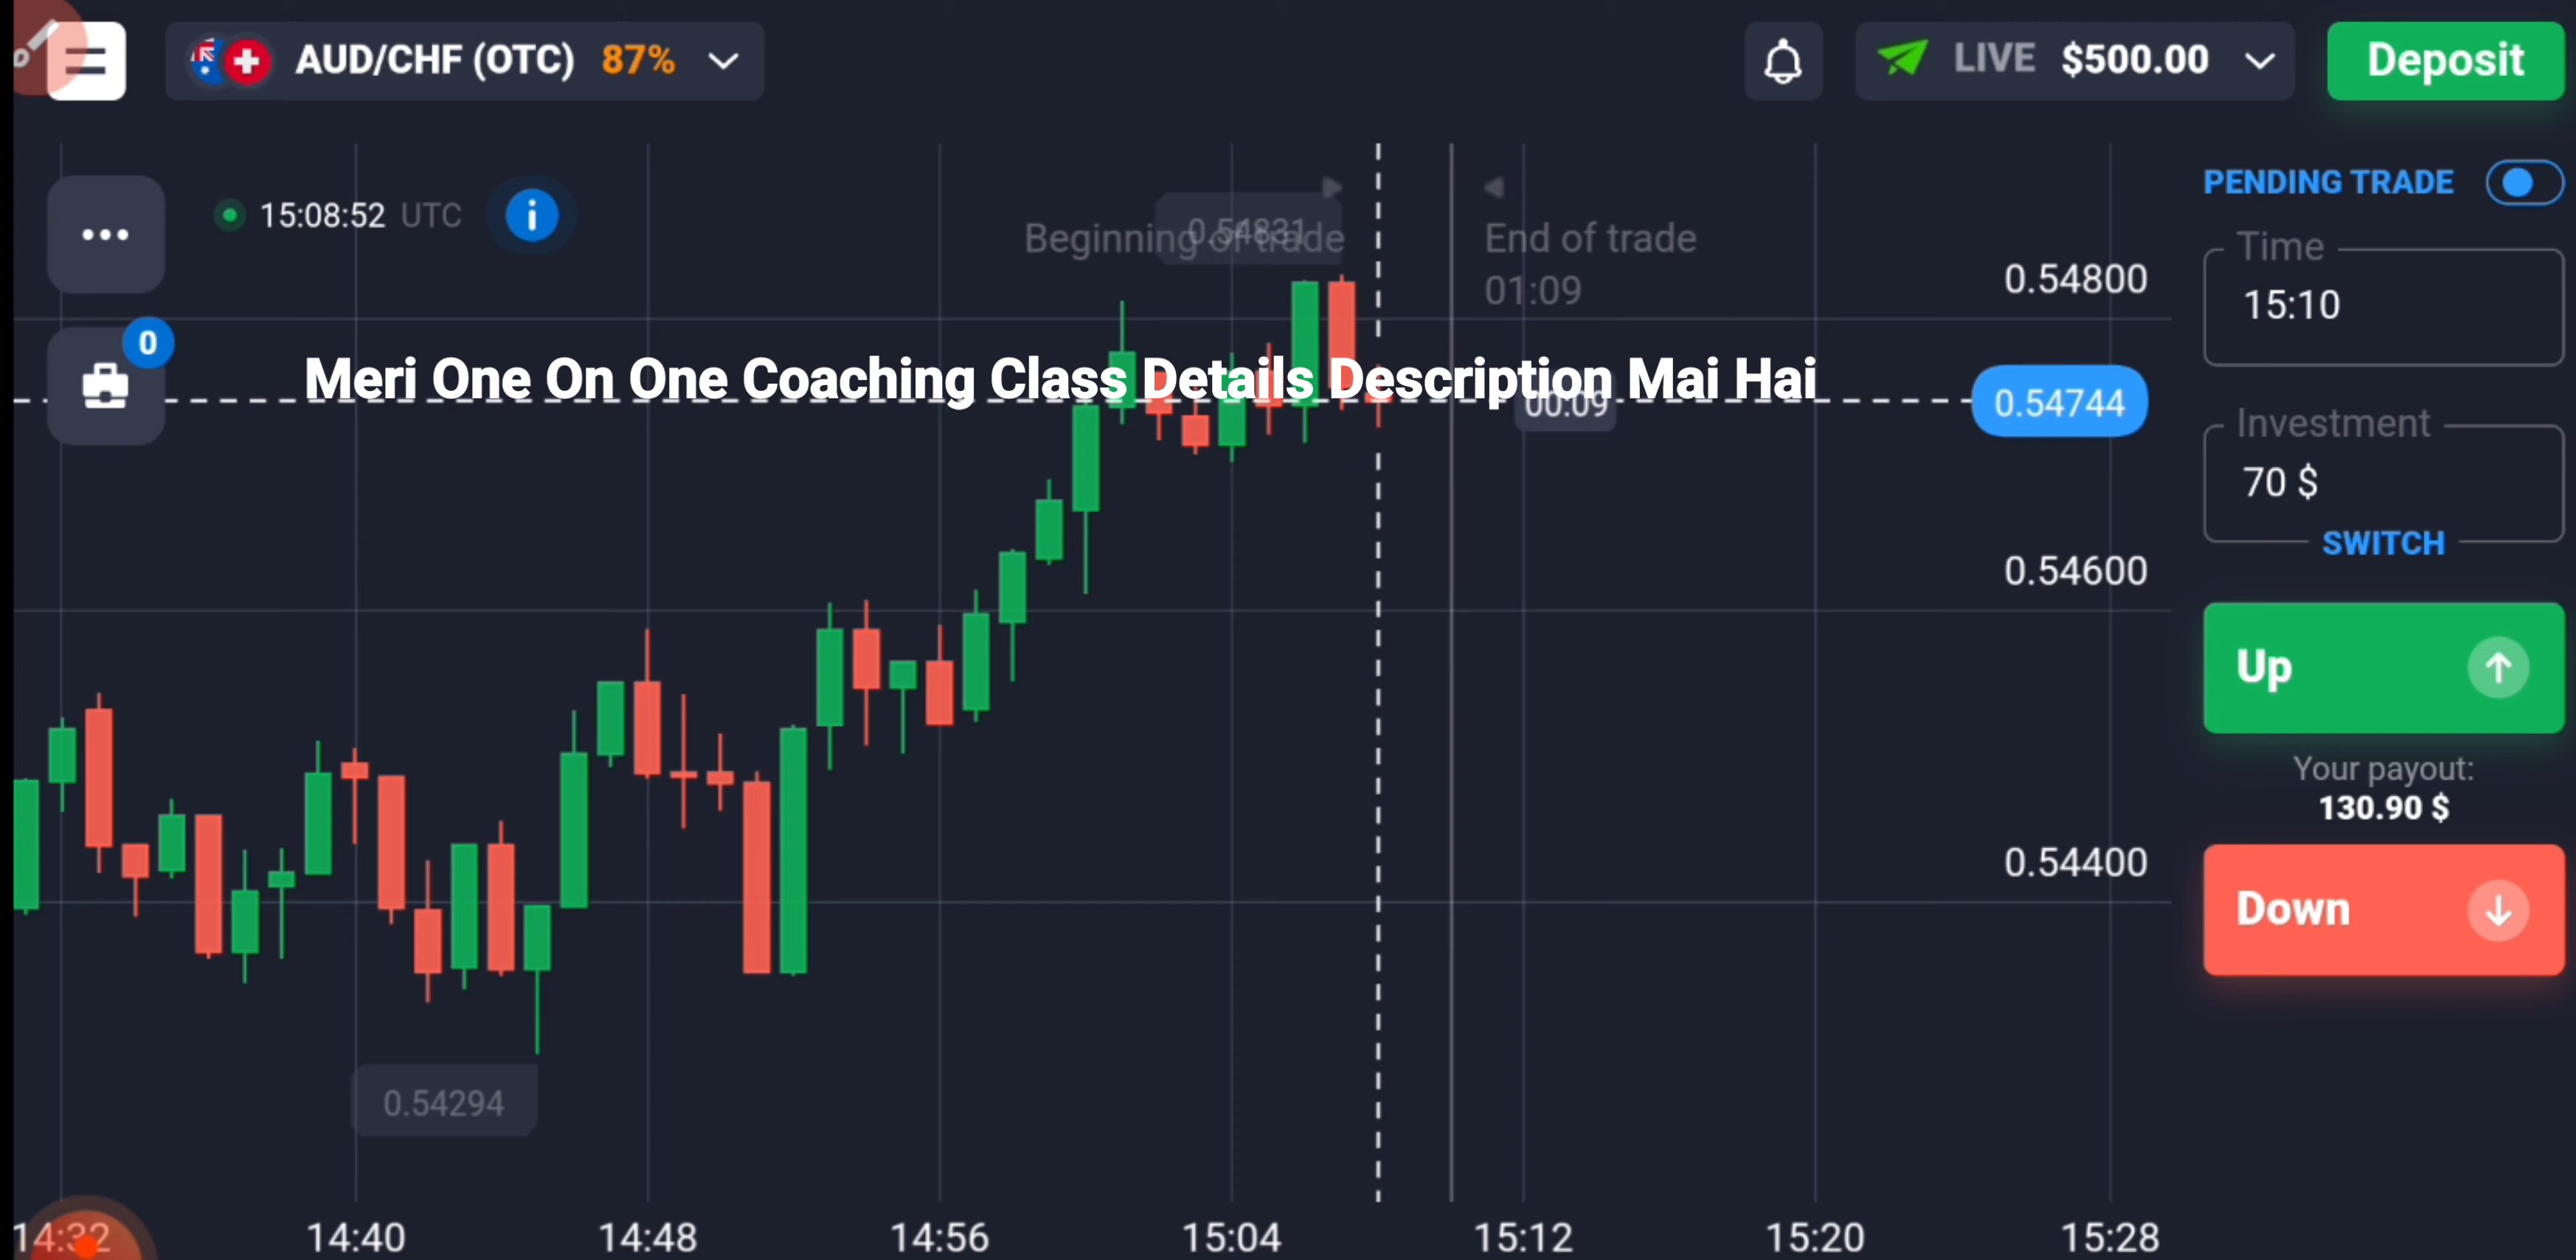 AUD/CHF (OTC) 87%
LIVE $500.00
Deposit
15:08:52 UTC
i
Beginning of trade
0.54831
End of trade
01:09
PENDING TRADE
Time
15:10
0
Meri One On One Coaching Class Details Description Mai Hai
00:09
0.54800
0.54744
0.54600
0.54400
Investment
70 $
SWITCH
Up
Your payout:
130.90 $
Down
0.54294
14:32 14:40 14:48 14:56 15:04 15:12 15:20 15:28